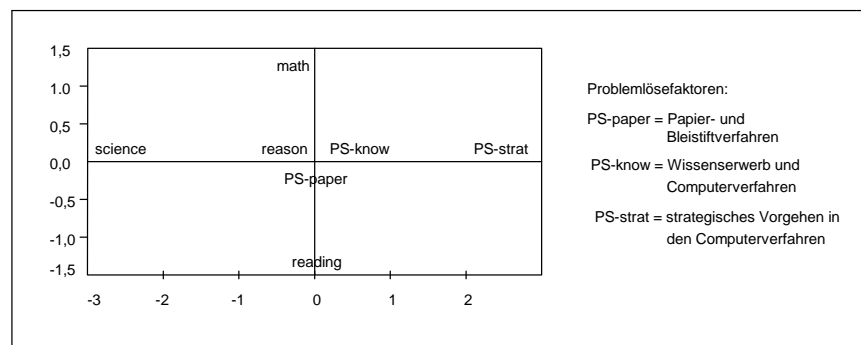 1,5
1.0
0,5
0,0
-0,5
-1,0
-1,5
math
science
reason
PS-know
PS-strat
PS-paper
reading
-3
-2
-1
0
1
2
Problemlösefaktoren:
PS-paper = Papier- und
Bleistiftverfahren
PS-know = Wissenserwerb und
Computerverfahren
PS-strat = strategisches Vorgehen in
den Computerverfahren